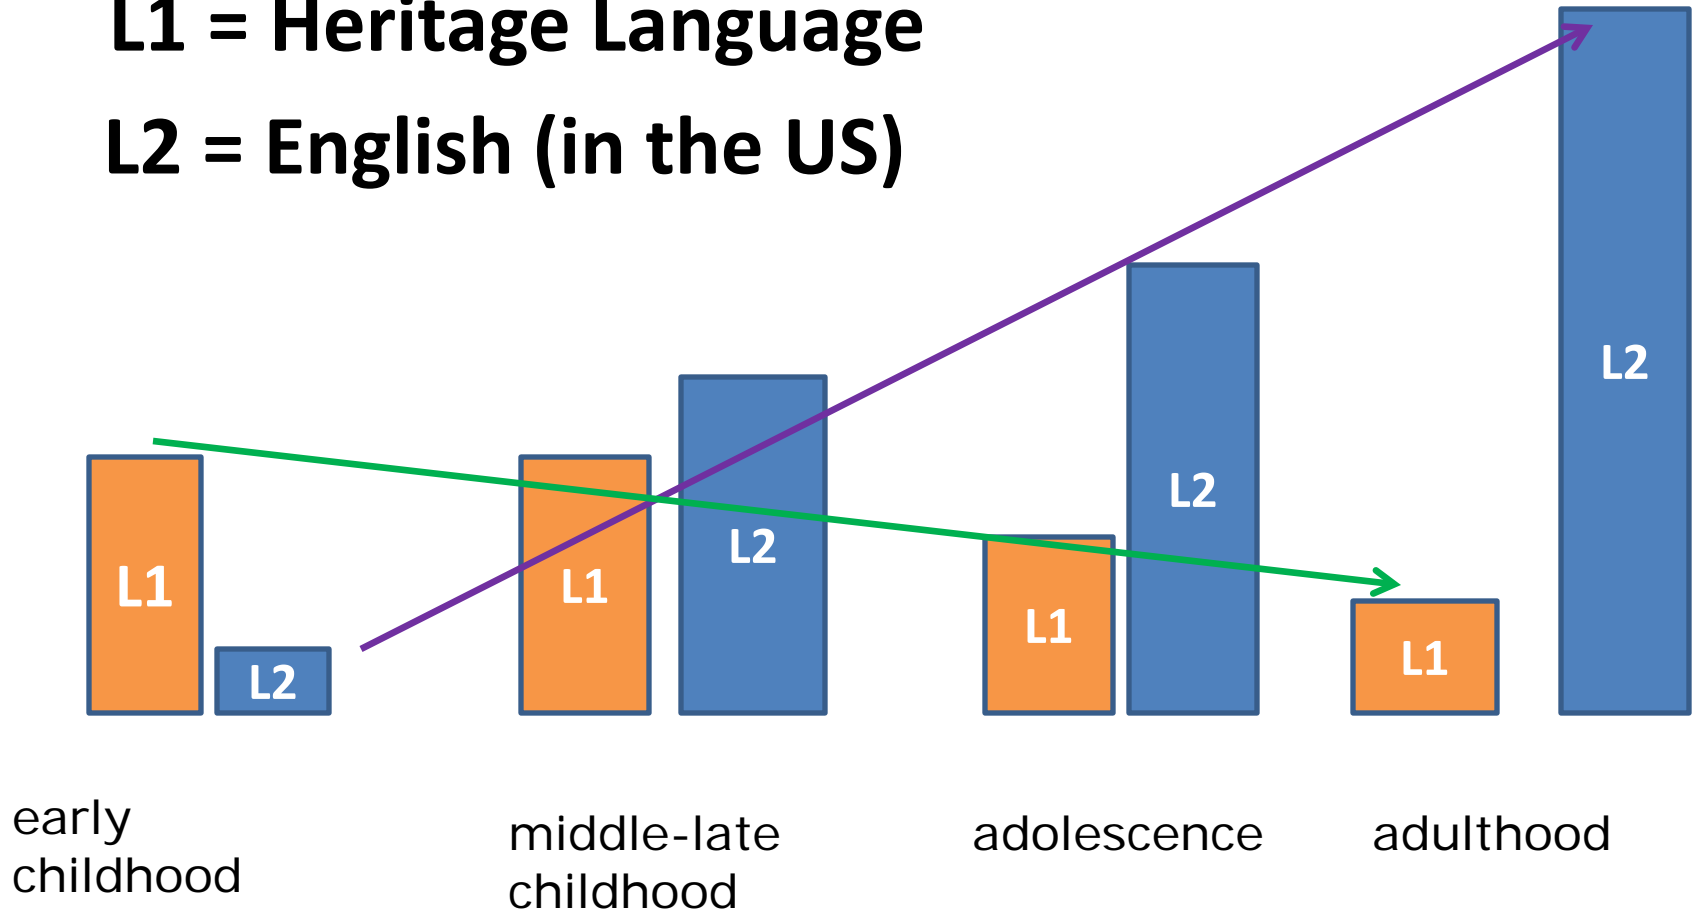 L1 = Heritage Language
L2 = English (in the US)
L1
L2
L1
L2
L1
L2
L1
L2
early
childhood
middle-late
childhood
adolescence
adulthood